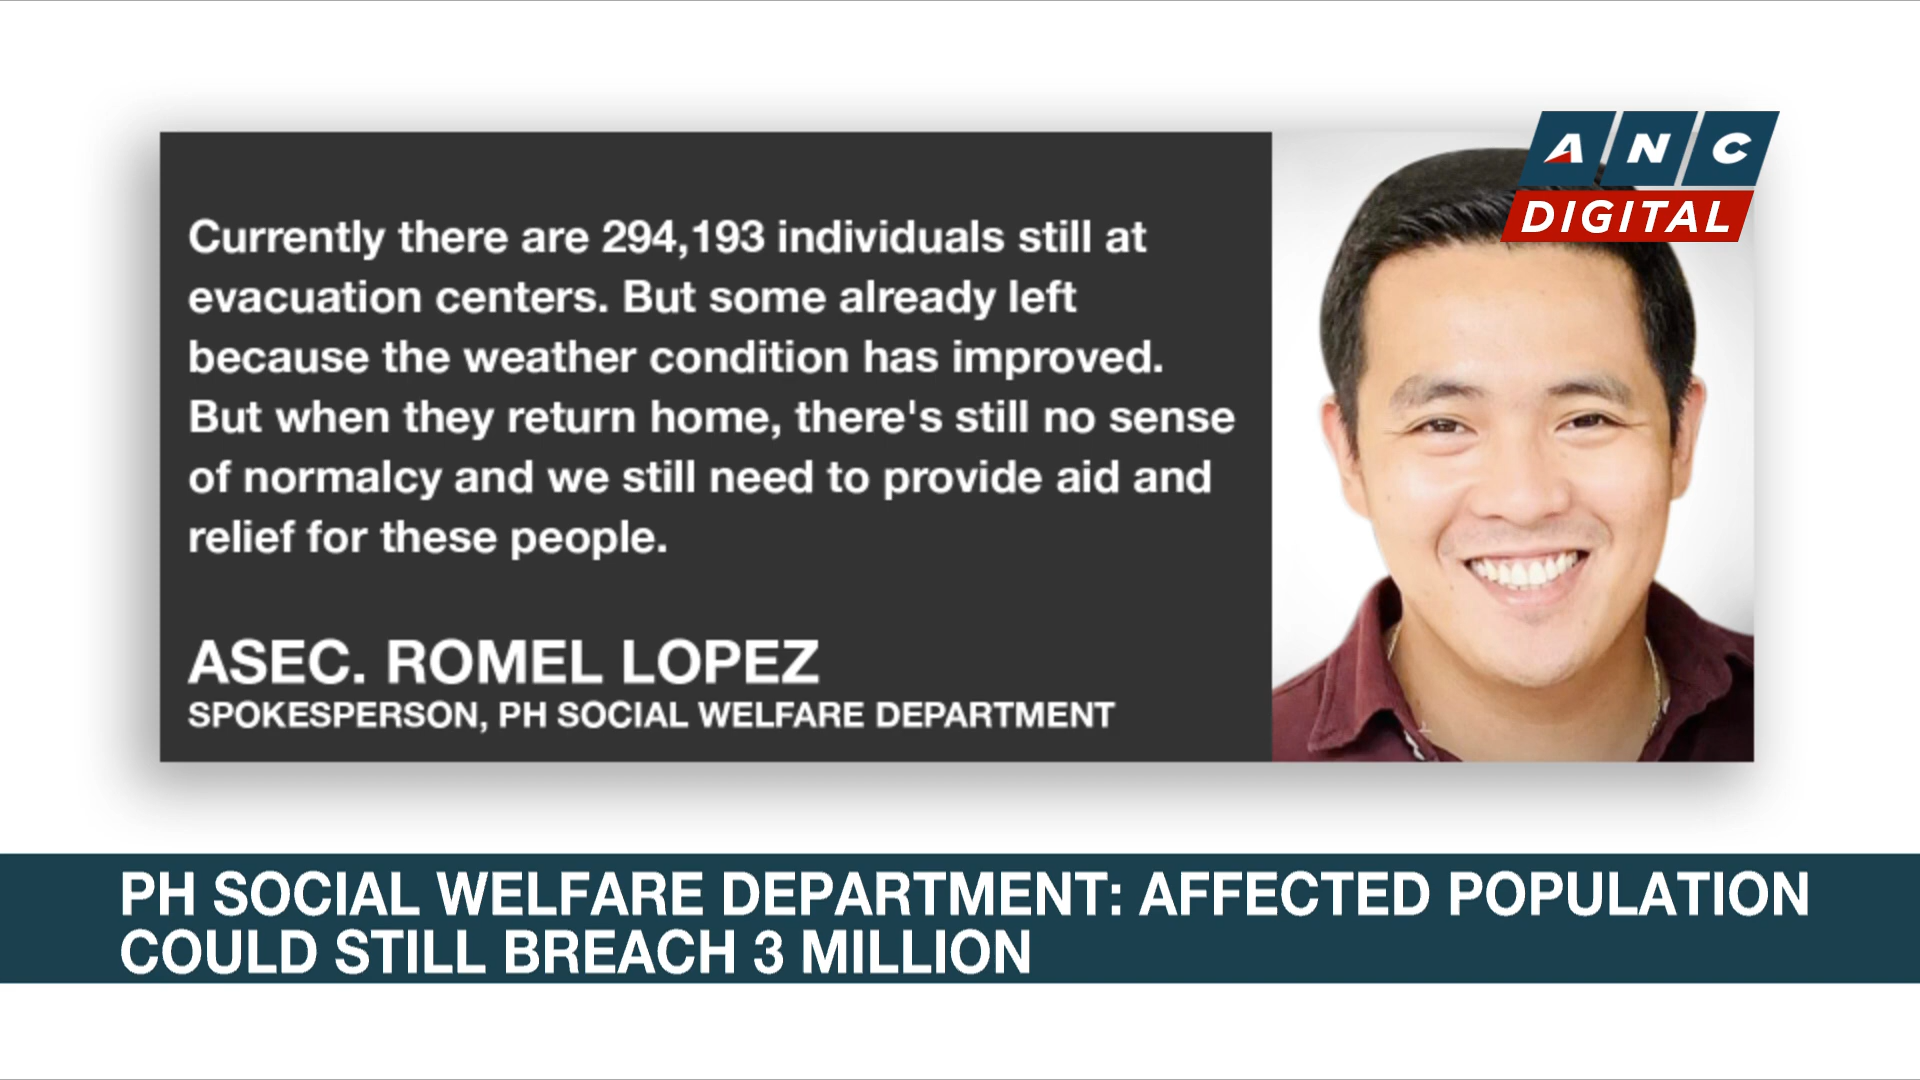 ANC
DIGITAL
Currently there are 294,193 individuals still at
evacuation centers. But some already left
because the weather condition has improved.
But when they return home, there's still no sense
of normalcy and we still need to provide aid and
relief for these people.
ASEC. ROMEL LOPEZ
SPOKESPERSON, PH SOCIAL WELFARE DEPARTMENT
PH SOCIAL WELFARE DEPARTMENT: AFFECTED POPULATION
COULD STILL BREACH 3 MILLION